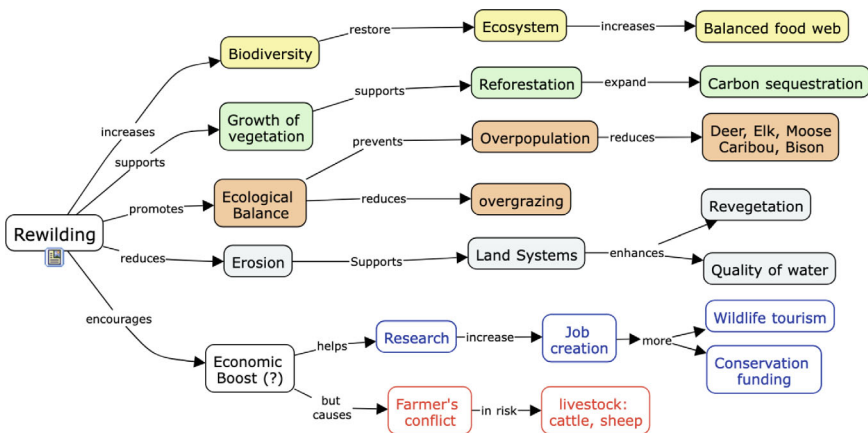 Biodiversity
restore
Ecosystem
increases
Balanced food web
increases
Growth of
vegetation
supports
Reforestation
expand
Carbon sequestration
supports
Ecological
Balance
prevents
Overpopulation
reduces
Deer, Elk, Moose
Caribou, Bison
promotes
reduces
overgrazing
Rewilding
reduces
Erosion
Supports
Land Systems
enhances
Revegetation
Quality of water
encourages
Economic
Boost (?)
helps
Research
increase
Job
creation
more
Wildlife tourism
Conservation
funding
but
causes
Farmer's
conflict
in risk
livestock:
cattle, sheep